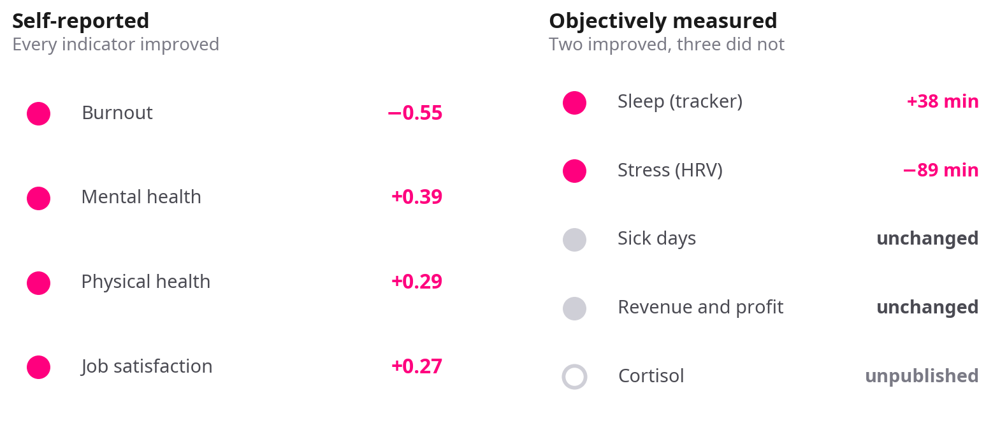 Self-reported
Every indicator improved
Burnout −0.55
Mental health +0.39
Physical health +0.29
Job satisfaction +0.27
Objectively measured
Two improved, three did not
Sleep (tracker) +38 min
Stress (HRV) −89 min
Sick days unchanged
Revenue and profit unchanged
Cortisol unpublished